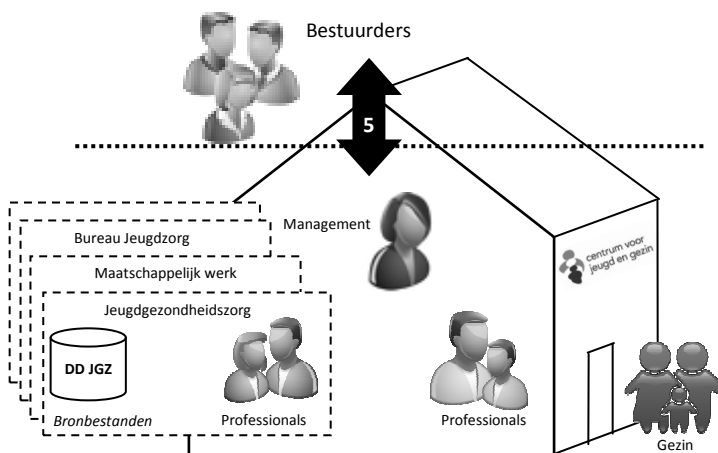 Bestuurders
5
Management
Bureau Jeugdzorg
centrum voor
jeugd en gezin
Maatschappelijk werk
Jeugdgezondheidszorg
DD JGZ
Bronbestanden
Professionals
Professionals
Gezin